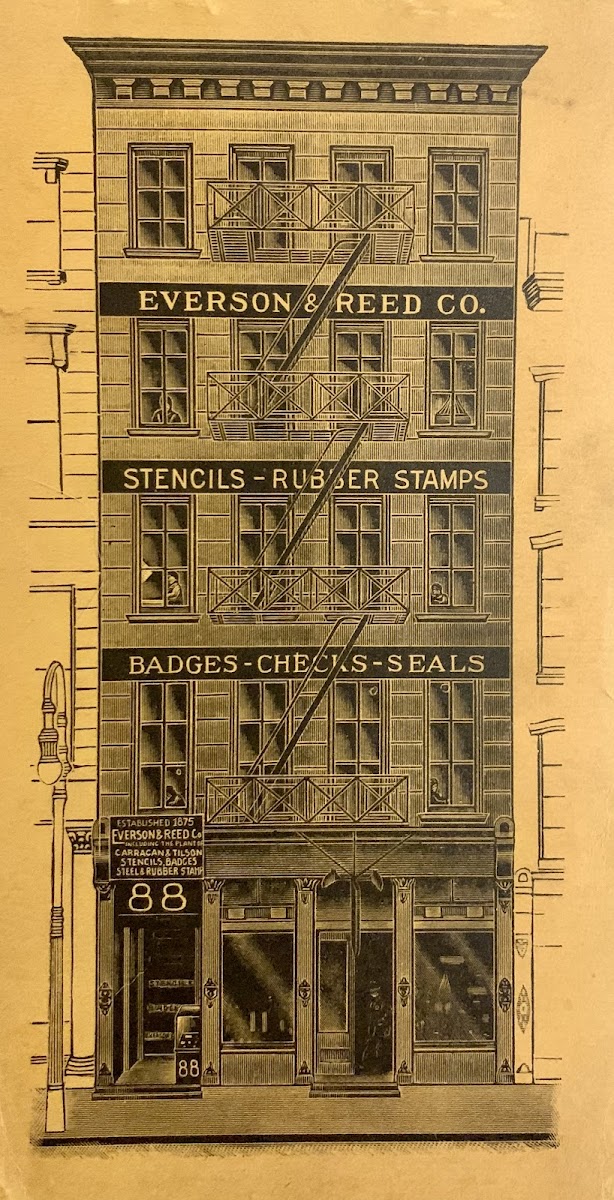 EVERSON & REED CO.
STENCILS - RUBBER STAMPS
BADGES - CHECKS - SEALS
ESTABLISHED 1875
EVERSON & REED CO
INCLUDING THE PLANT OF
CARRAGAN & TILSON
STENCILS, BADGES
STEEL & RUBBER STAMP
88
88